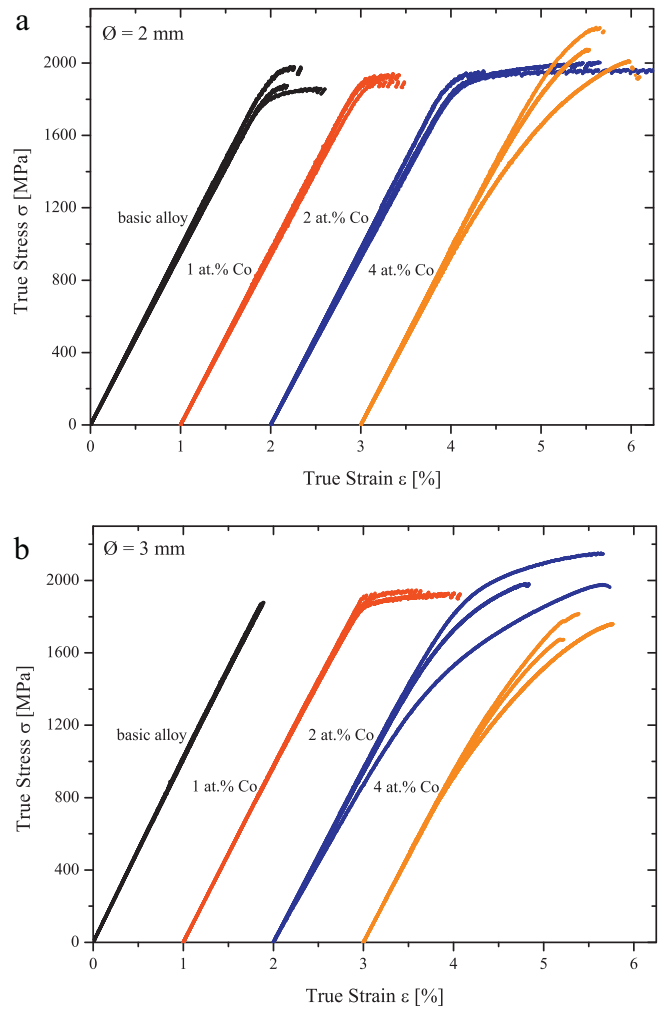 a
Ø = 2 mm
2000
1600
1200
800
400
0
True Stress σ [MPa]
basic alloy
1 at.% Co
2 at.% Co
4 at.% Co
0 1 2 3 4 5 6
True Strain ε [%]
b
Ø = 3 mm
2000
1600
1200
800
400
0
True Stress σ [MPa]
basic alloy
1 at.% Co
2 at.% Co
4 at.% Co
0 1 2 3 4 5 6
True Strain ε [%]